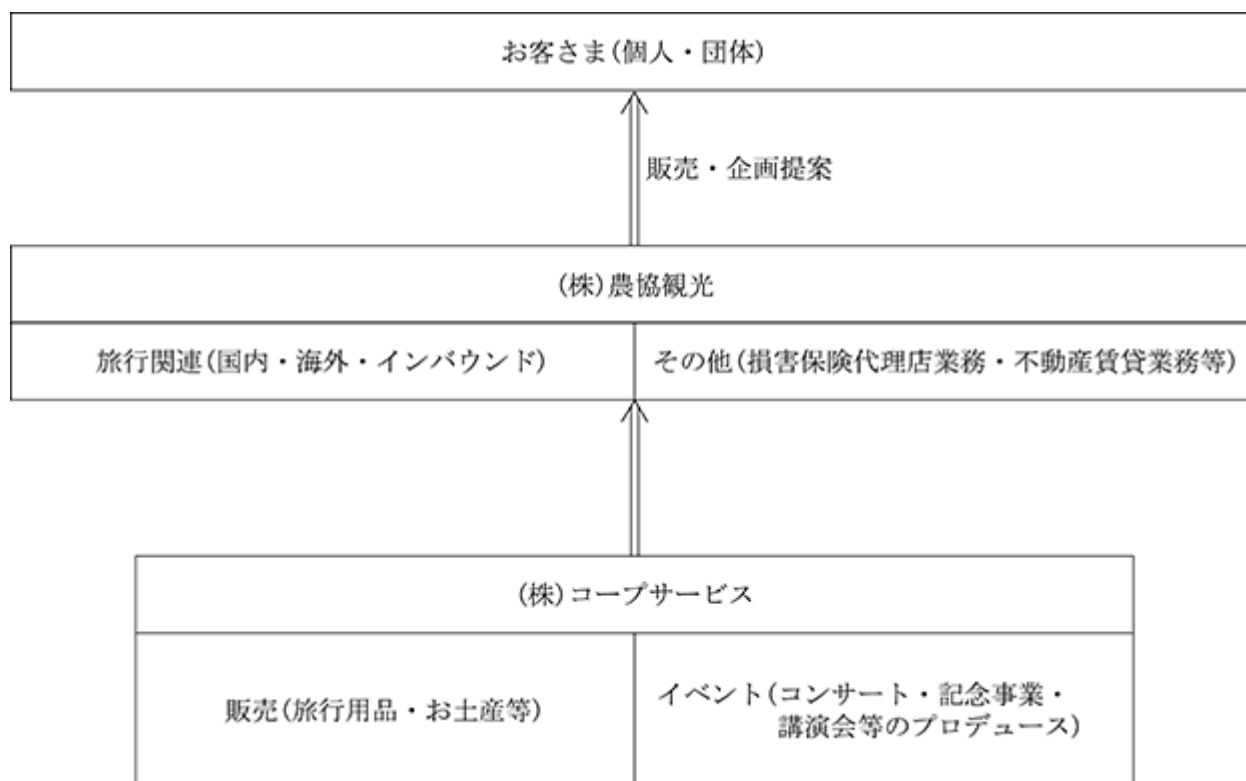 お客さま(個人・団体)
販売・企画提案
(株)農協観光
旅行関連(国内・海外・インバウンド)
その他(損害保険代理店業務・不動産賃貸業務等)
(株)コープサービス
販売(旅行用品・お土産等)
イベント(コンサート・記念事業・
講演会等のプロデュース)